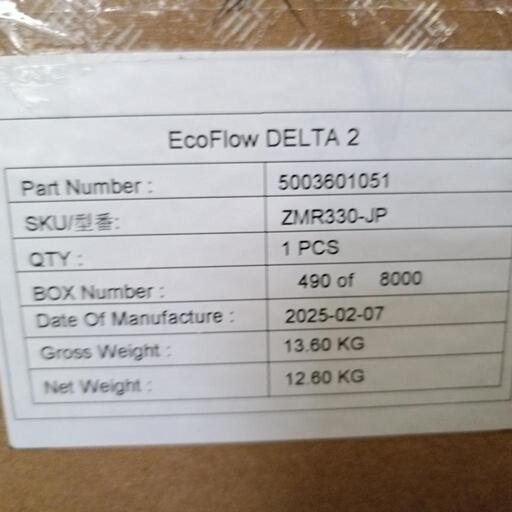 EcoFlow DELTA 2
Part Number : 5003601051
SKU/型番: ZMR330-JP
QTY : 1 PCS
BOX Number : 490 of 8000
Date Of Manufacture : 2025-02-07
Gross Weight : 13.60 KG
Net Weight : 12.60 KG